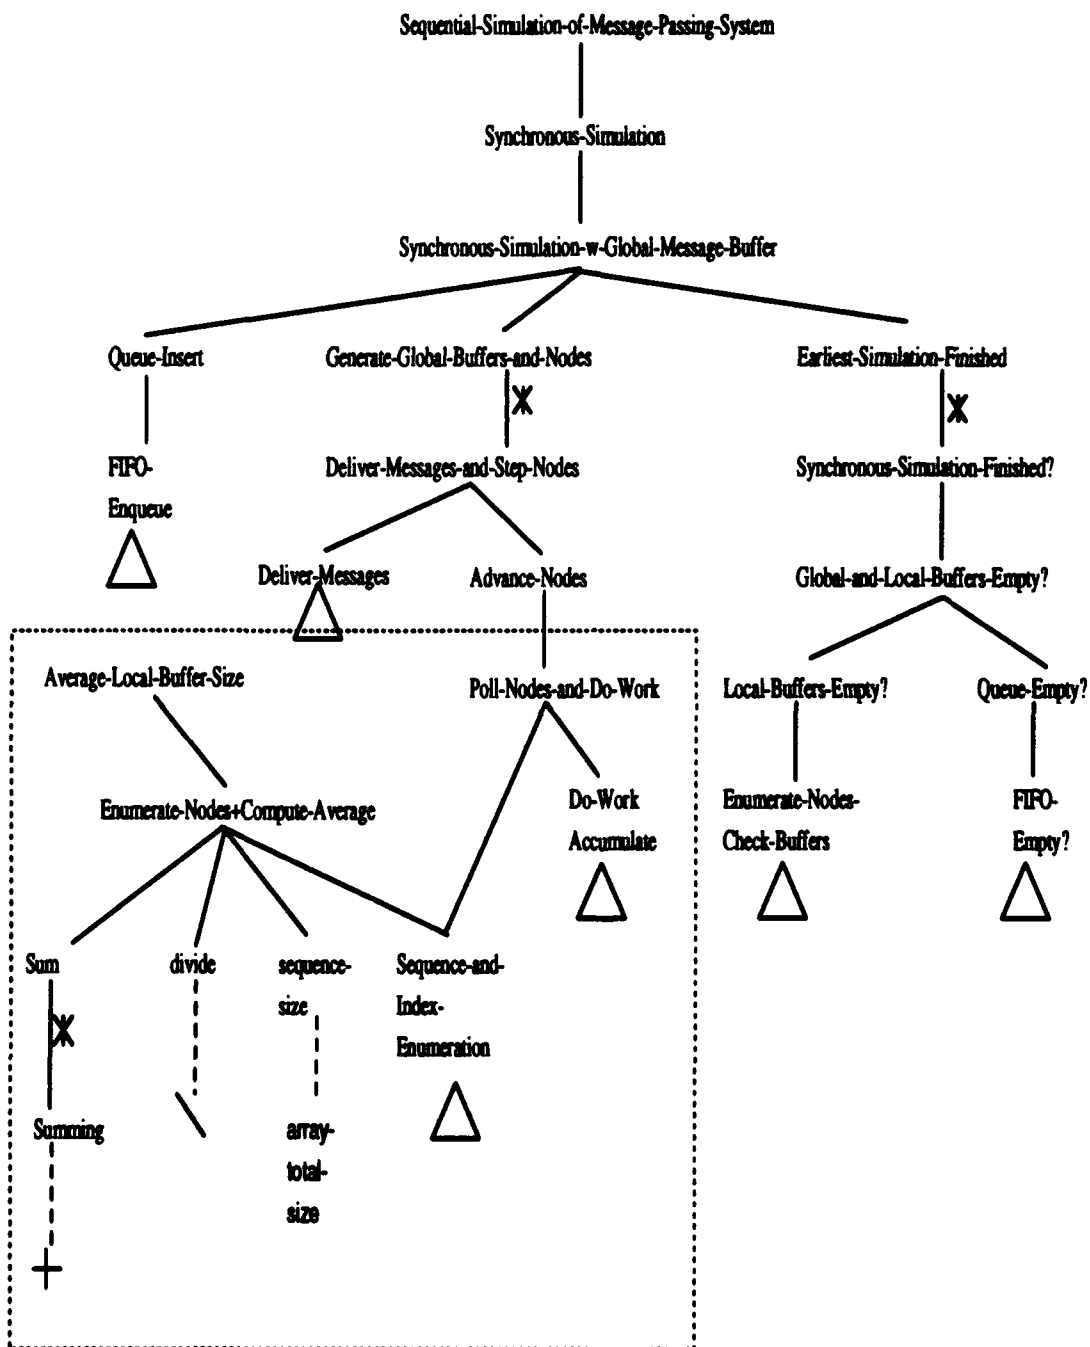 Sequential-Simulation-of-Message-Passing-System
Synchronous-Simulation
Synchronous-Simulation-w-Global-Message-Buffer
Queue-Insert
Generate-Global-Buffers-and-Nodes
Earliest-Simulation-Finished
FIFO-
Enqueue
Deliver-Messages-and-Step-Nodes
Synchronous-Simulation-Finished?
Deliver-Messages
Advance-Nodes
Global-and-Local-Buffers-Empty?
Average-Local-Buffer-Size
Poll-Nodes-and-Do-Work
Local-Buffers-Empty?
Queue-Empty?
Enumerate-Nodes+Compute-Average
Do-Work
Accumulate
Enumerate-Nodes-
Check-Buffers
FIFO-
Empty?
Sum
divide
sequence-
size
Sequence-and-
Index-
Enumeration
Summing
\
array-
total-
size
+